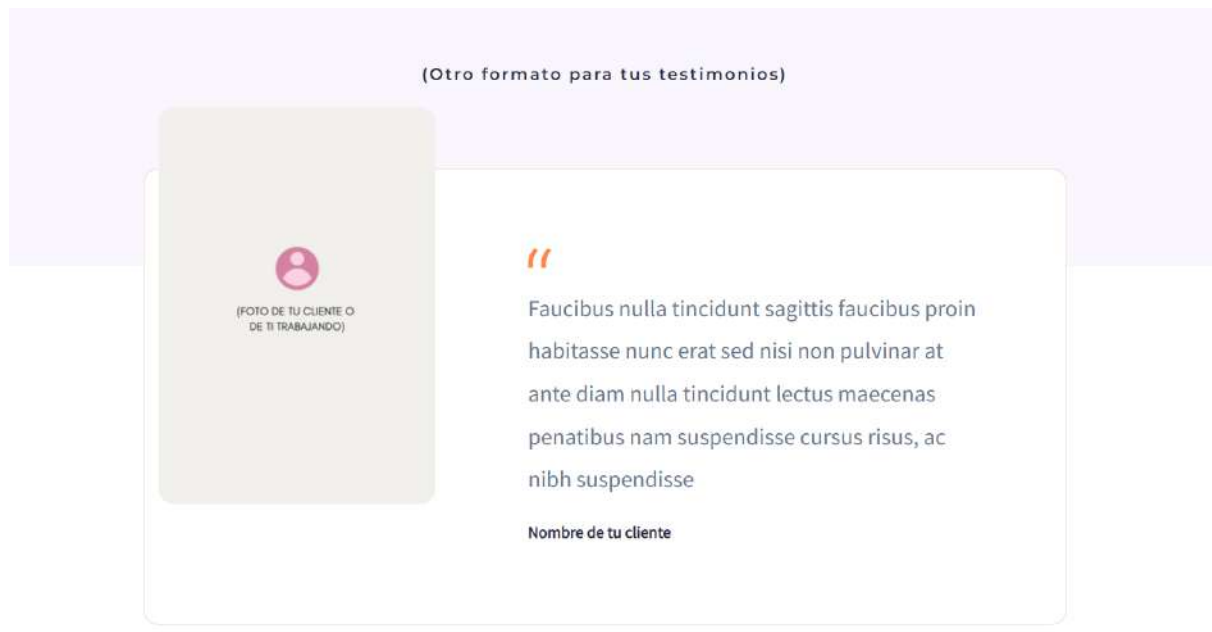 (Otro formato para tus testimonios)
(FOTO DE TU CLIENTE O
DE TI TRABAJANDO)
“
Faucibus nulla tincidunt sagittis faucibus proin
habitasse nunc erat sed nisi non pulvinar at
ante diam nulla tincidunt lectus maecenas
penatibus nam suspendisse cursus risus, ac
nibh suspendisse
Nombre de tu cliente